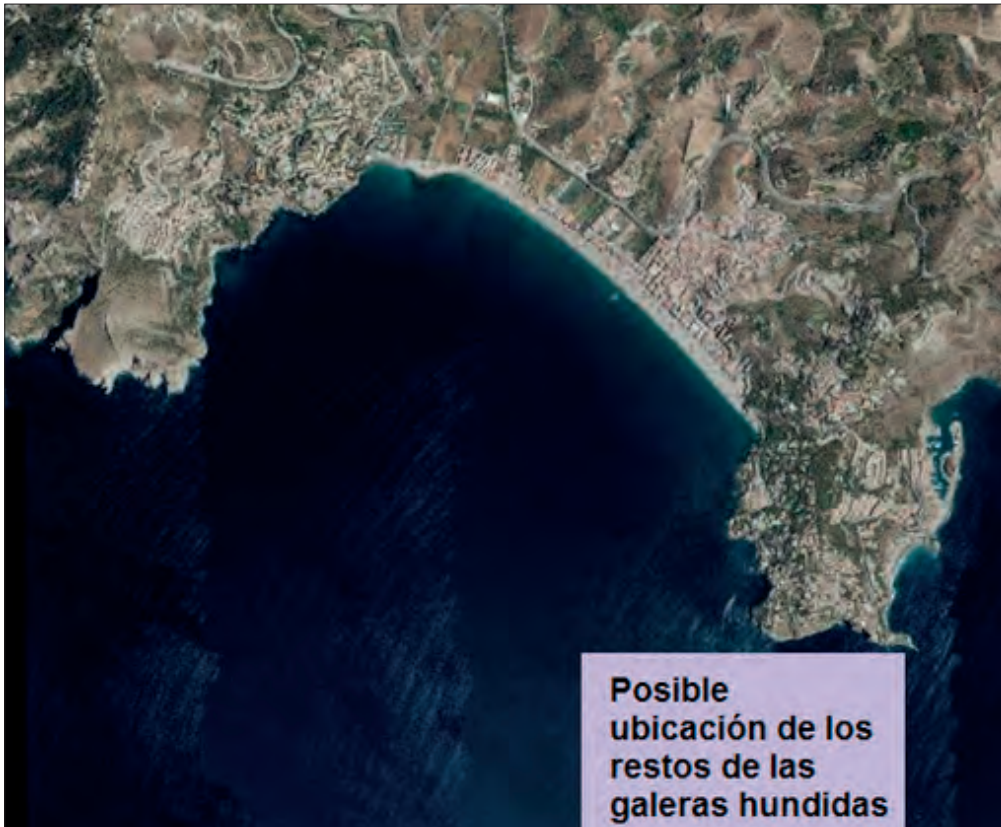 Posible
ubicación de los
restos de las
galeras hundidas